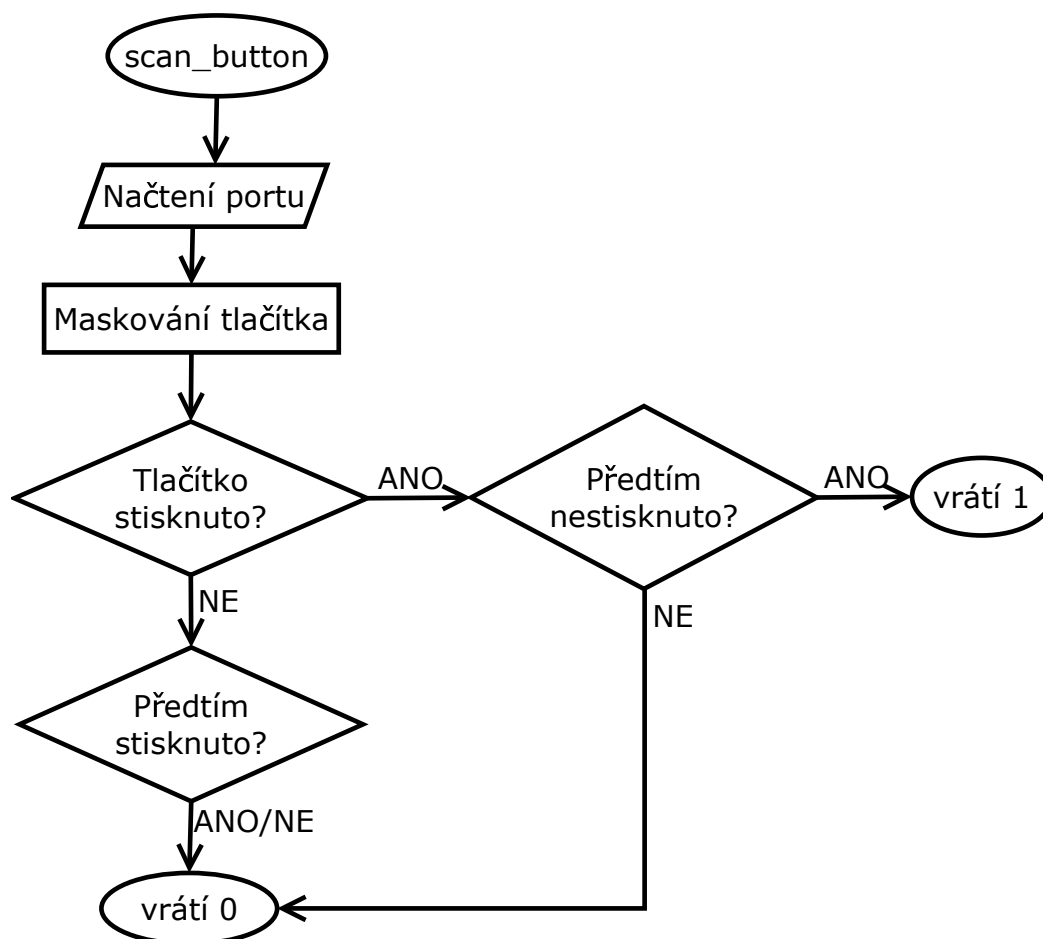 scan_button
Načtení portu
Maskování tlačítka
Tlačítko
stisknuto?
ANO
Předtím
nestisknuto?
ANO
vrátí 1
NE
NE
Předtím
stisknuto?
ANO/NE
vrátí 0